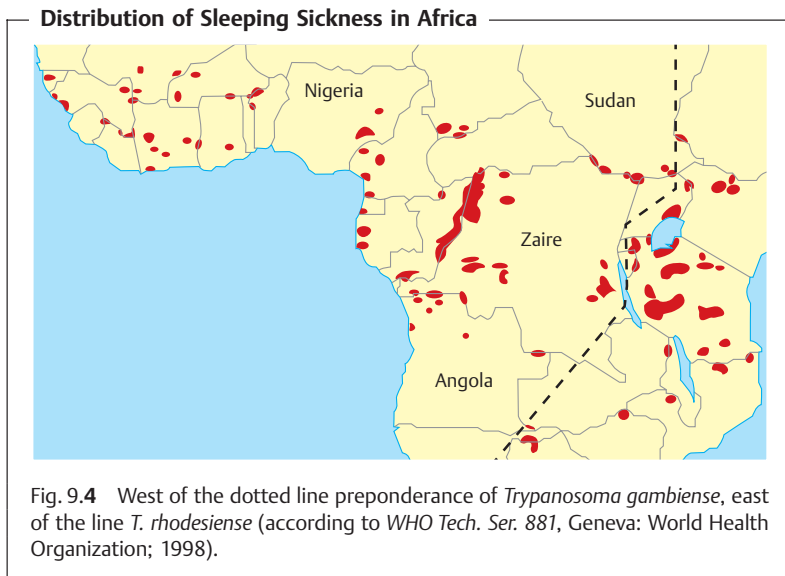 Distribution of Sleeping Sickness in Africa
Nigeria
Sudan
Zaire
Angola
Fig. 9.4 West of the dotted line preponderance of Trypanosoma gambiense, east
of the line T. rhodesiense (according to WHO Tech. Ser. 881, Geneva: World Health
Organization; 1998).